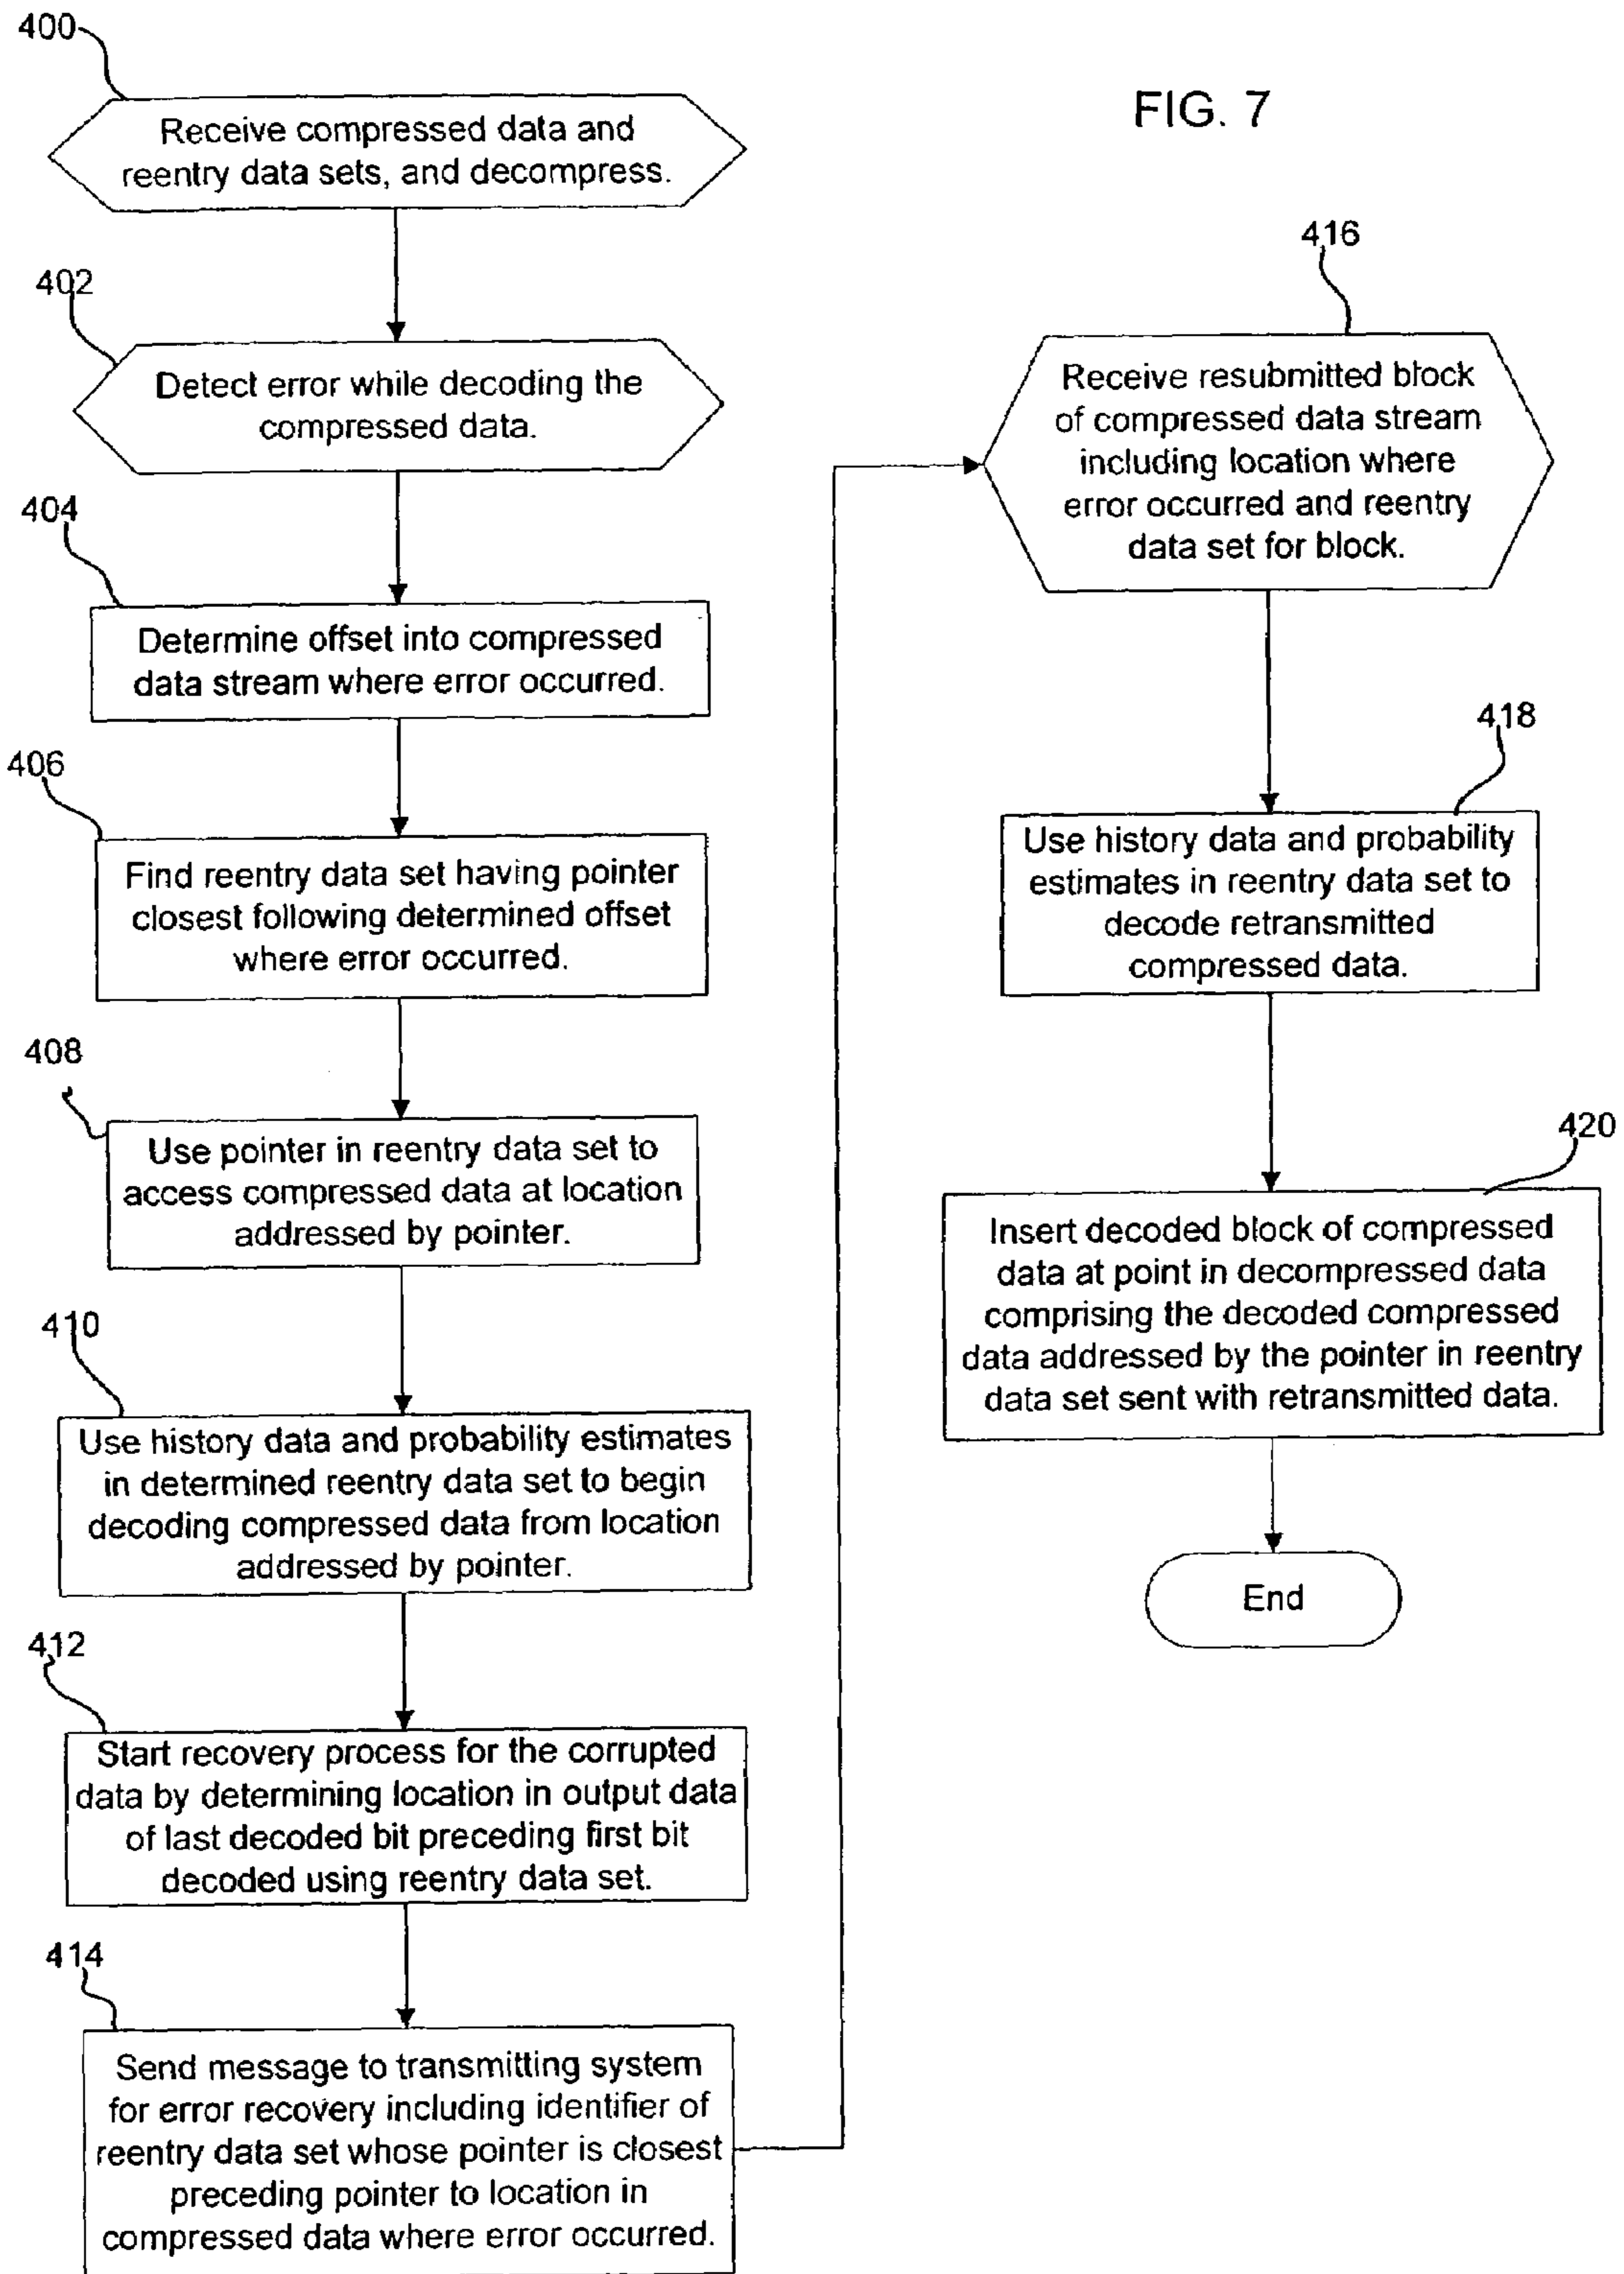 400
Receive compressed data and
reentry data sets, and decompress.
402
Detect error while decoding the
compressed data.
404
Determine offset into compressed
data stream where error occurred.
406
Find reentry data set having pointer
closest following determined offset
where error occurred.
408
Use pointer in reentry data set to
access compressed data at location
addressed by pointer.
410
Use history data and probability estimates
in determined reentry data set to begin
decoding compressed data from location
addressed by pointer.
412
Start recovery process for the corrupted
data by determining location in output data
of last decoded bit preceding first bit
decoded using reentry data set.
414
Send message to transmitting system
for error recovery including identifier of
reentry data set whose pointer is closest
preceding pointer to location in
compressed data where error occurred.
FIG. 7
416
Receive resubmitted block
of compressed data stream
including location where
error occurred and reentry
data set for block.
418
Use history data and probability
estimates in reentry data set to
decode retransmitted
compressed data.
420
Insert decoded block of compressed
data at point in decompressed data
comprising the decoded compressed
data addressed by the pointer in reentry
data set sent with retransmitted data.
End